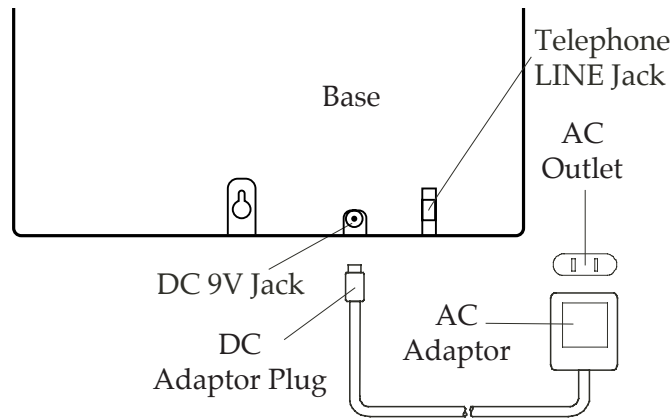 Telephone
LINE Jack
Base
AC
Outlet
DC 9V Jack
DC
Adaptor Plug
AC
Adaptor